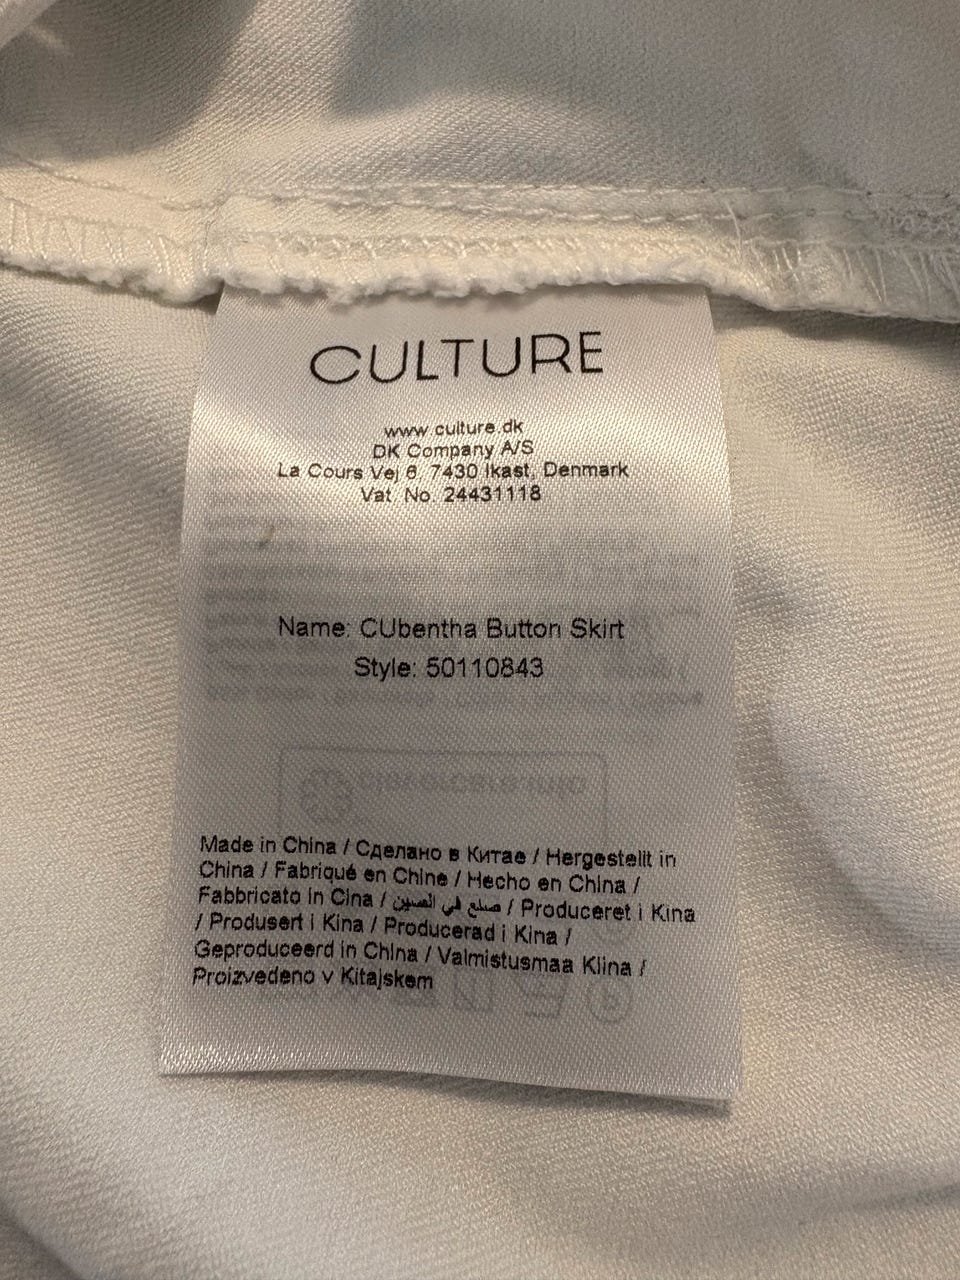 CULTURE
www.culture.dk
DK Company A/S
La Cours Vej 6, 7430 Ikast, Denmark
Vat. No. 24431118
Name: CUbentha Button Skirt
Style: 50110843
clevercare.info
Made in China / Сделано в Китае / Hergestellt in
China / Fabriqué en Chine / Hecho en China /
Fabbricato in Cina / صنع في الصين / Produceret i Kina
/ Produsert i Kina / Producerad i Kina /
Geproduceerd in China / Valmistusmaa Kiina /
Proizvedeno v Kitajskem